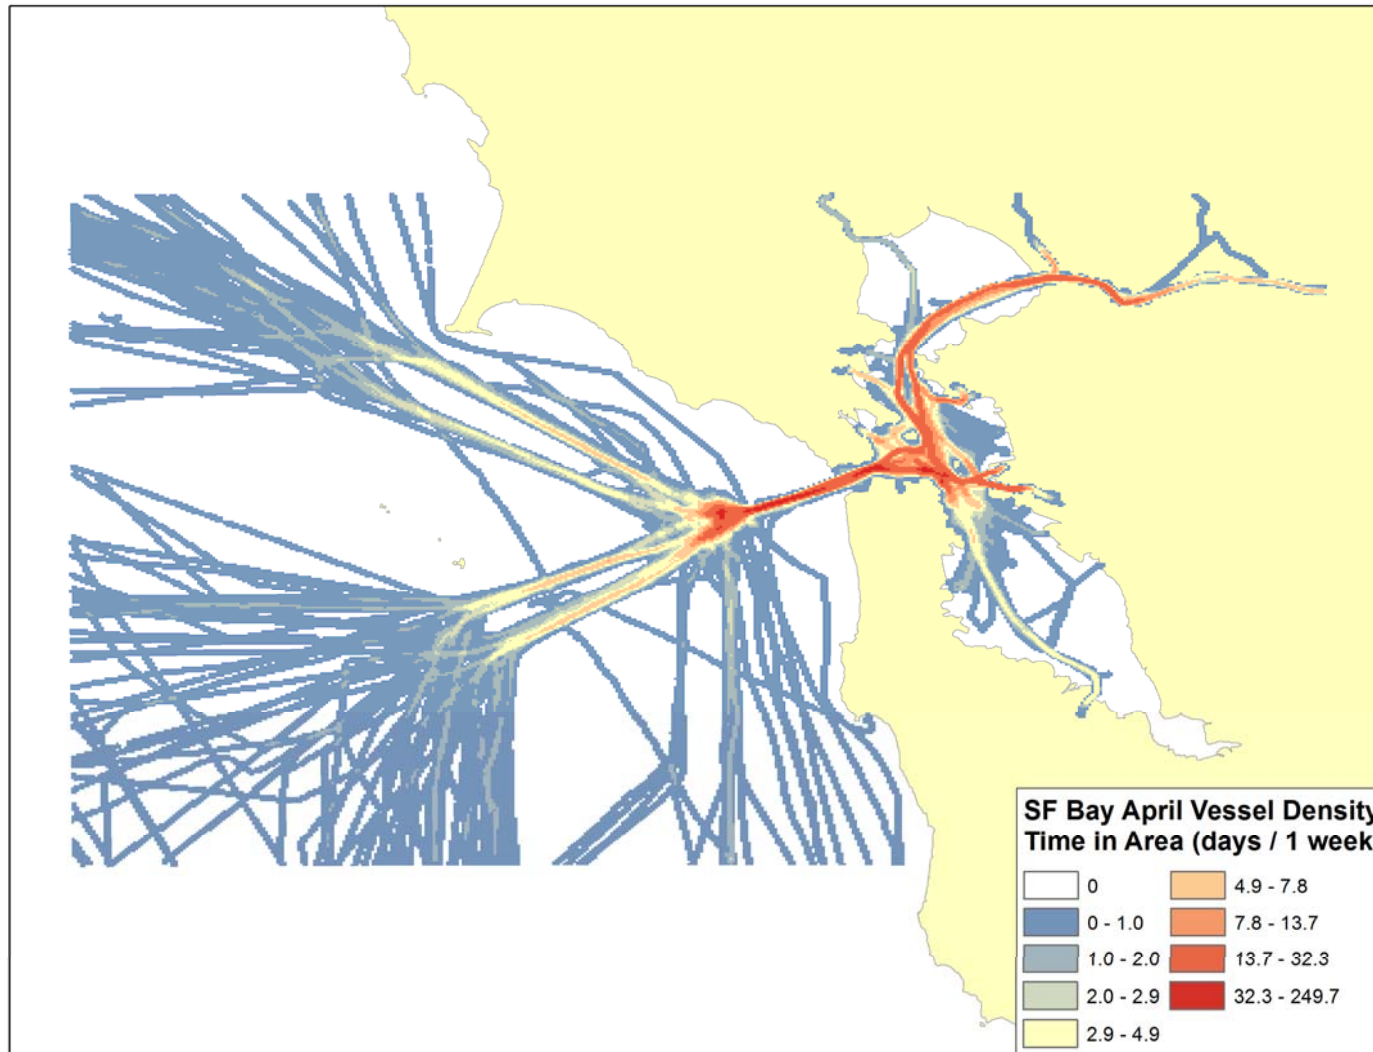 SF Bay April Vessel Density
Time in Area (days / 1 week
0
0 - 1.0
1.0 - 2.0
2.0 - 2.9
2.9 - 4.9
4.9 - 7.8
7.8 - 13.7
13.7 - 32.3
32.3 - 249.7